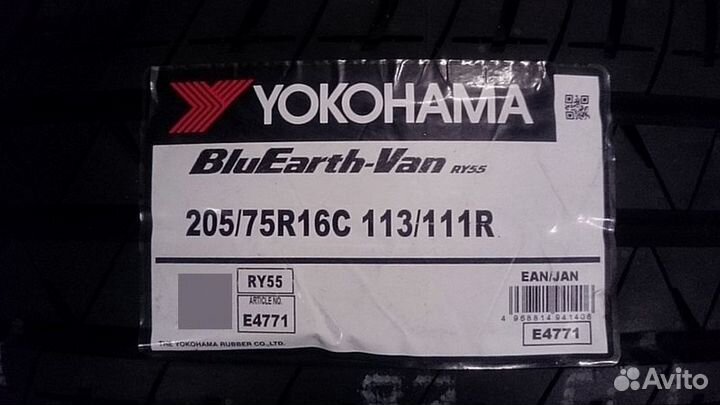 YOKOHAMA
BluEarth-Van RY55
205/75R16C 113/111R
RY55
ARTICLE NO.
E4771
EAN/JAN
4 968814 941406
E4771
THE YOKOHAMA RUBBER CO.,LTD.
Avito